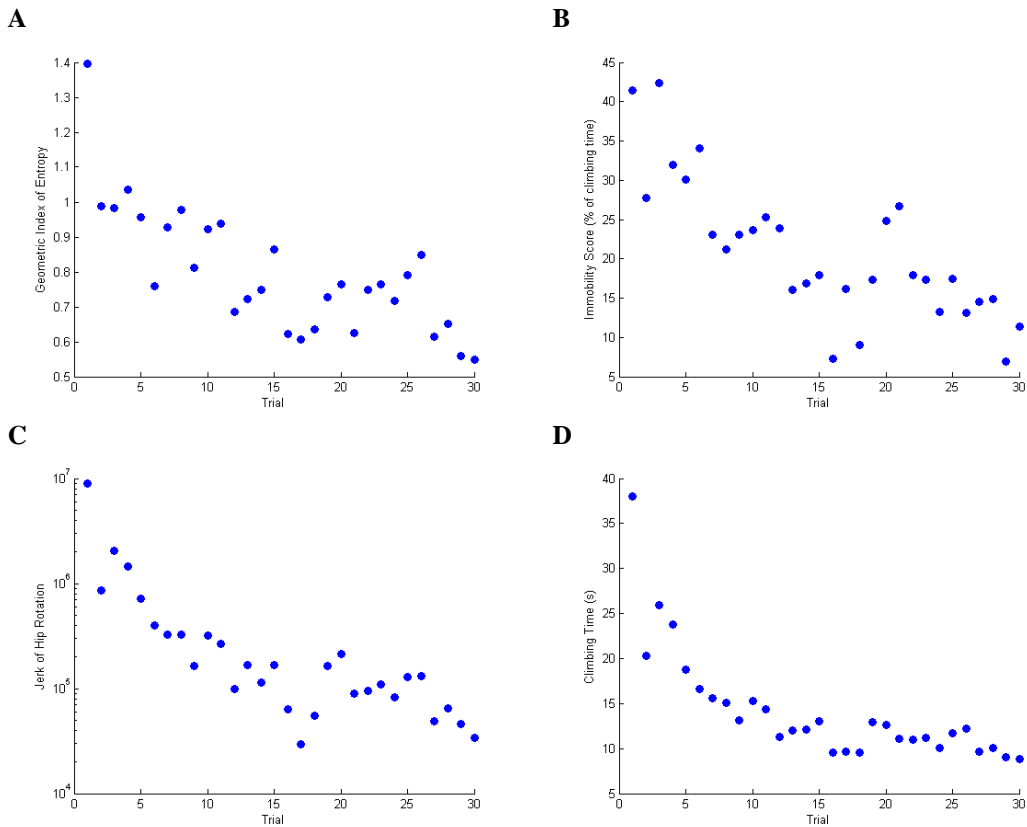 A
Geometric Index of Entropy
1.4
1.3
1.2
1.1
1
0.9
0.8
0.7
0.6
0.5
0 5 10 15 20 25 30
Trial
B
Immobility Score (% of climbing time)
45
40
35
30
25
20
15
10
5
0 5 10 15 20 25 30
Trial
C
Jerk of Hip Rotation
10^7
10^6
10^5
10^4
0 5 10 15 20 25 30
Trial
D
Climbing Time (s)
40
35
30
25
20
15
10
5
0 5 10 15 20 25 30
Trial